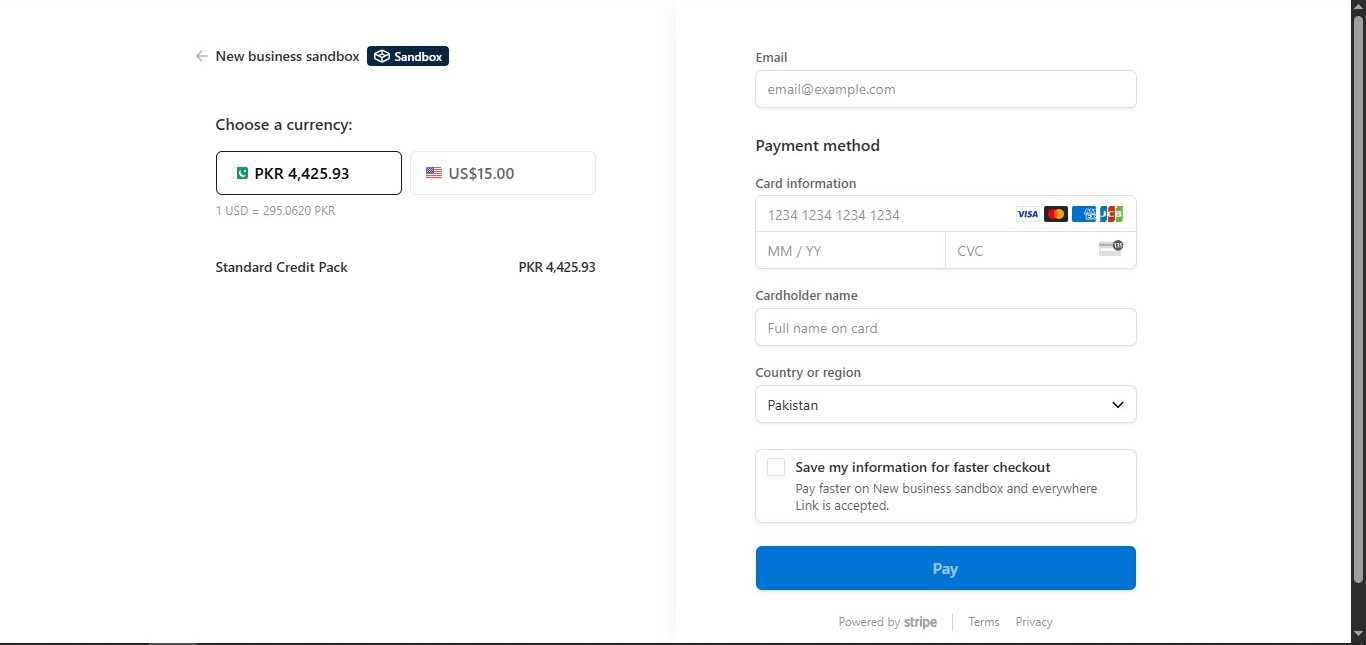 New business sandbox Sandbox
Choose a currency:
PKR 4,425.93 US$15.00
1 USD = 295.0620 PKR
Standard Credit Pack PKR 4,425.93
Email
email@example.com
Payment method
Card information
1234 1234 1234 1234 VISA JCB
MM / YY CVC
Cardholder name
Full name on card
Country or region
Pakistan
Save my information for faster checkout
Pay faster on New business sandbox and everywhere
Link is accepted.
Pay
Powered by stripe Terms Privacy